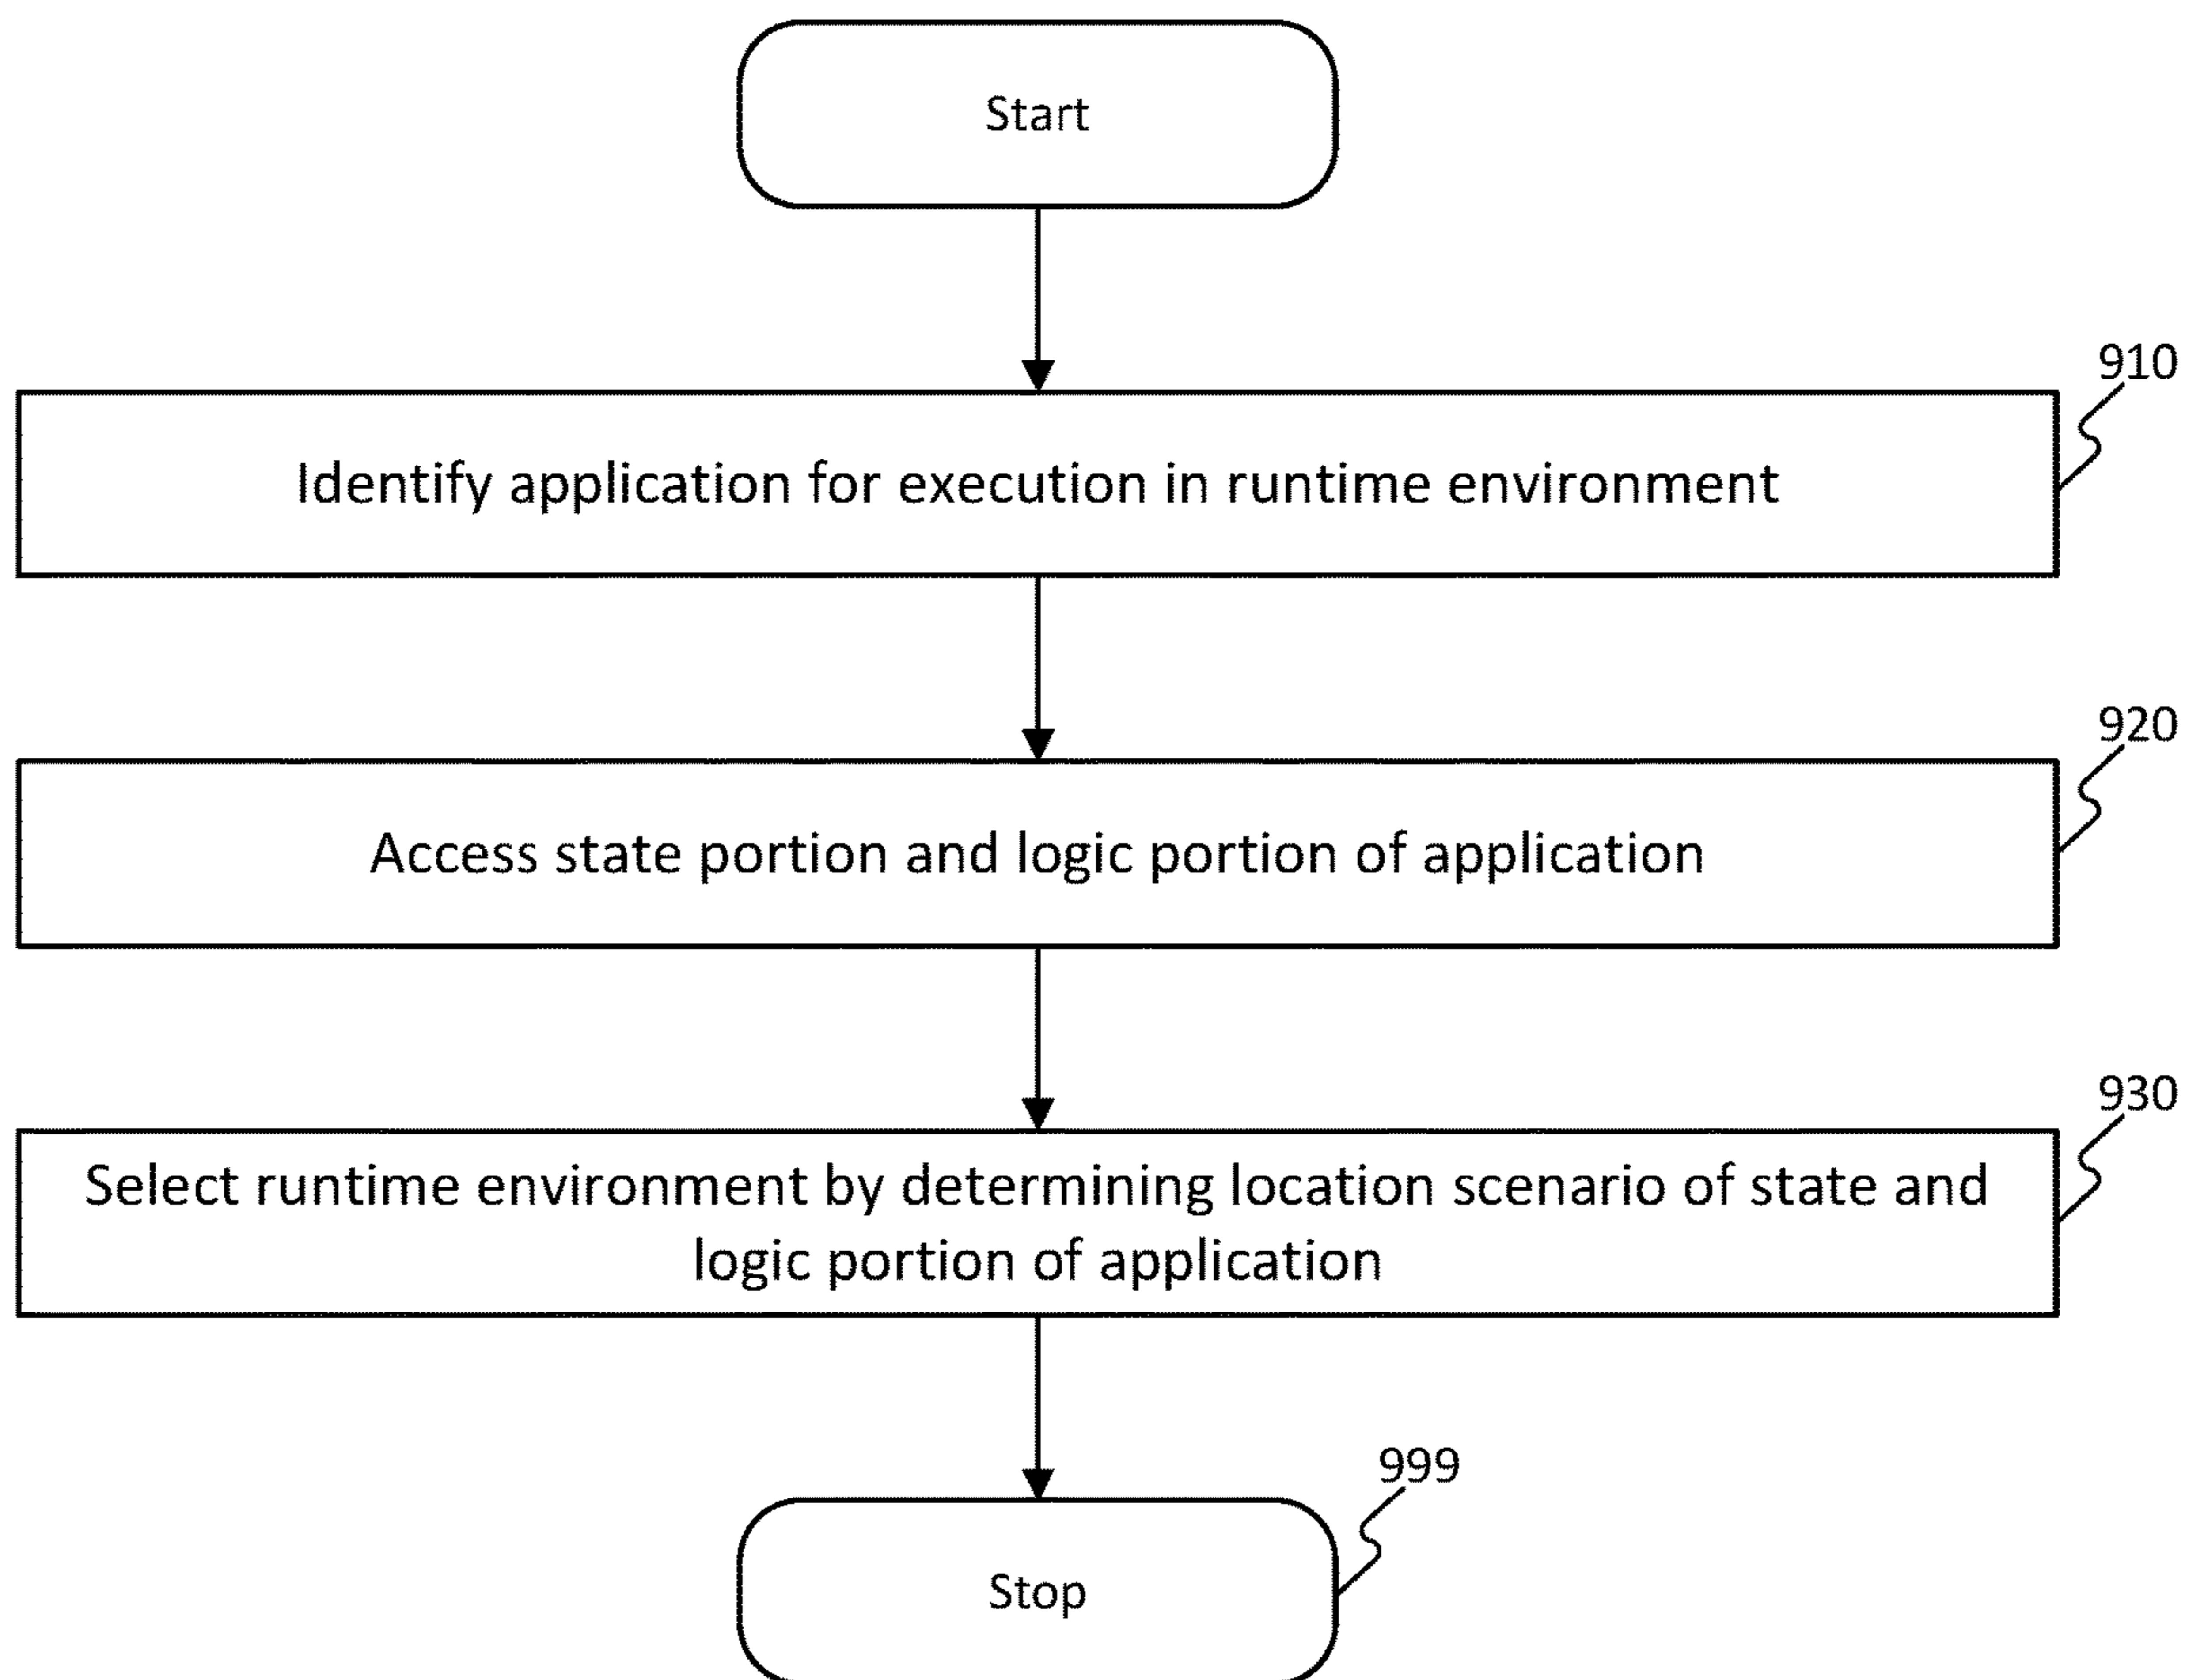 Start
910
Identify application for execution in runtime environment
920
Access state portion and logic portion of application
930
Select runtime environment by determining location scenario of state and
logic portion of application
999
Stop